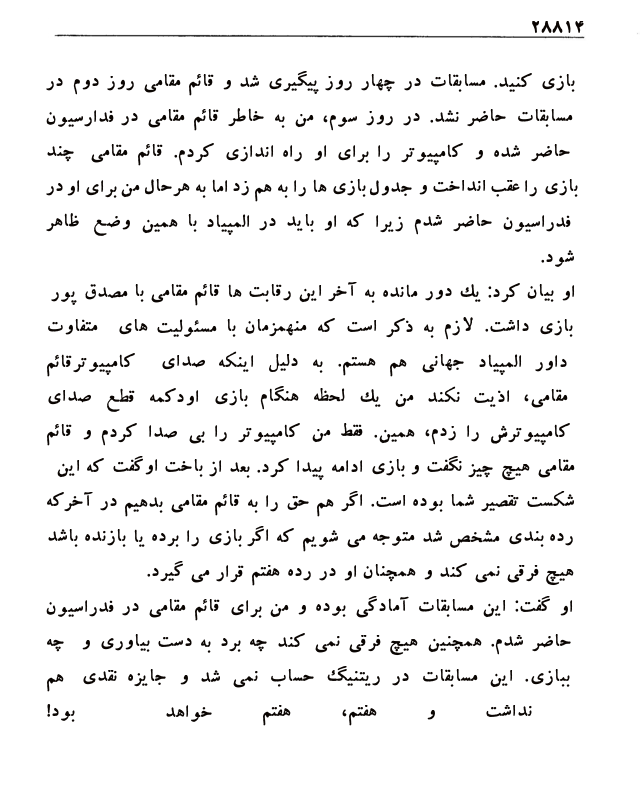 ۲۸۸۱۴
بازی کنید. مسابقات در چهار روز پیگیری شد و قائم مقامی روز دوم در
مسابقات حاضر نشد. در روز سوم، من به خاطر قائم مقامی در فدارسیون
حاضر شده و کامپیوتر را برای او راه اندازی کردم. قائم مقامی چند
بازی را عقب انداخت و جدول بازی ها را به هم زد اما به هرحال من برای او در
فدراسیون حاضر شدم زیرا که او باید در المپیاد با همین وضع ظاهر
شود.
او بیان کرد: یك دور مانده به آخر این رقابت ها قائم مقامی با مصدق پور
بازی داشت. لازم به ذکر است که منهمزمان با مسئولیت های متفاوت
داور المپیاد جهانی هم هستم. به دلیل اینکه صدای کامپیوترقائم
مقامی، اذیت نکند من یك لحظه هنگام بازی اودکمه قطع صدای
کامپیوترش را زدم، همین. فقط من کامپیوتر را بی صدا کردم و قائم
مقامی هیچ چیز نگفت و بازی ادامه پیدا کرد. بعد از باخت اوگفت که این
شکست تقصیر شما بوده است. اگر هم حق را به قائم مقامی بدهیم در آخرکه
رده بندی مشخص شد متوجه می شویم که اگر بازی را برده یا بازنده باشد
هیچ فرقی نمی کند و همچنان او در رده هفتم قرار می گیرد.
او گفت: این مسابقات آمادگی بوده و من برای قائم مقامی در فدراسیون
حاضر شدم. همچنین هیچ فرقی نمی کند چه برد به دست بیاوری و چه
ببازی. این مسابقات در ریتنیگ حساب نمی شد و جایزه نقدی هم
نداشت و هفتم، هفتم خواهد بود!